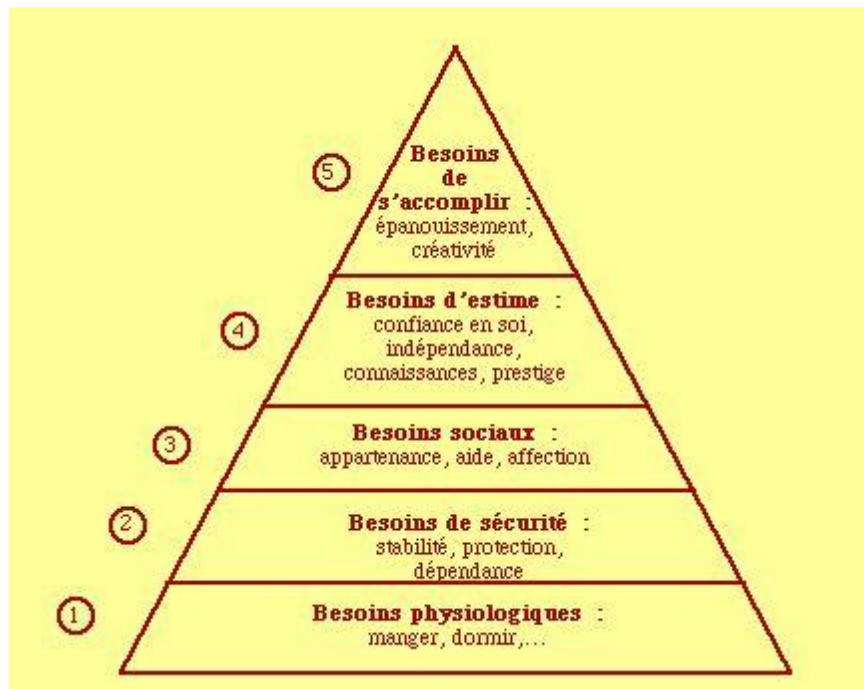 5
Besoins
de
s'accomplir :
épanouissement,
créativité
4
Besoins d'estime :
confiance en soi,
indépendance,
connaissances, prestige
3
Besoins sociaux :
appartenance, aide, affection
2
Besoins de sécurité :
stabilité, protection,
dépendance
1
Besoins physiologiques :
manger, dormir,...